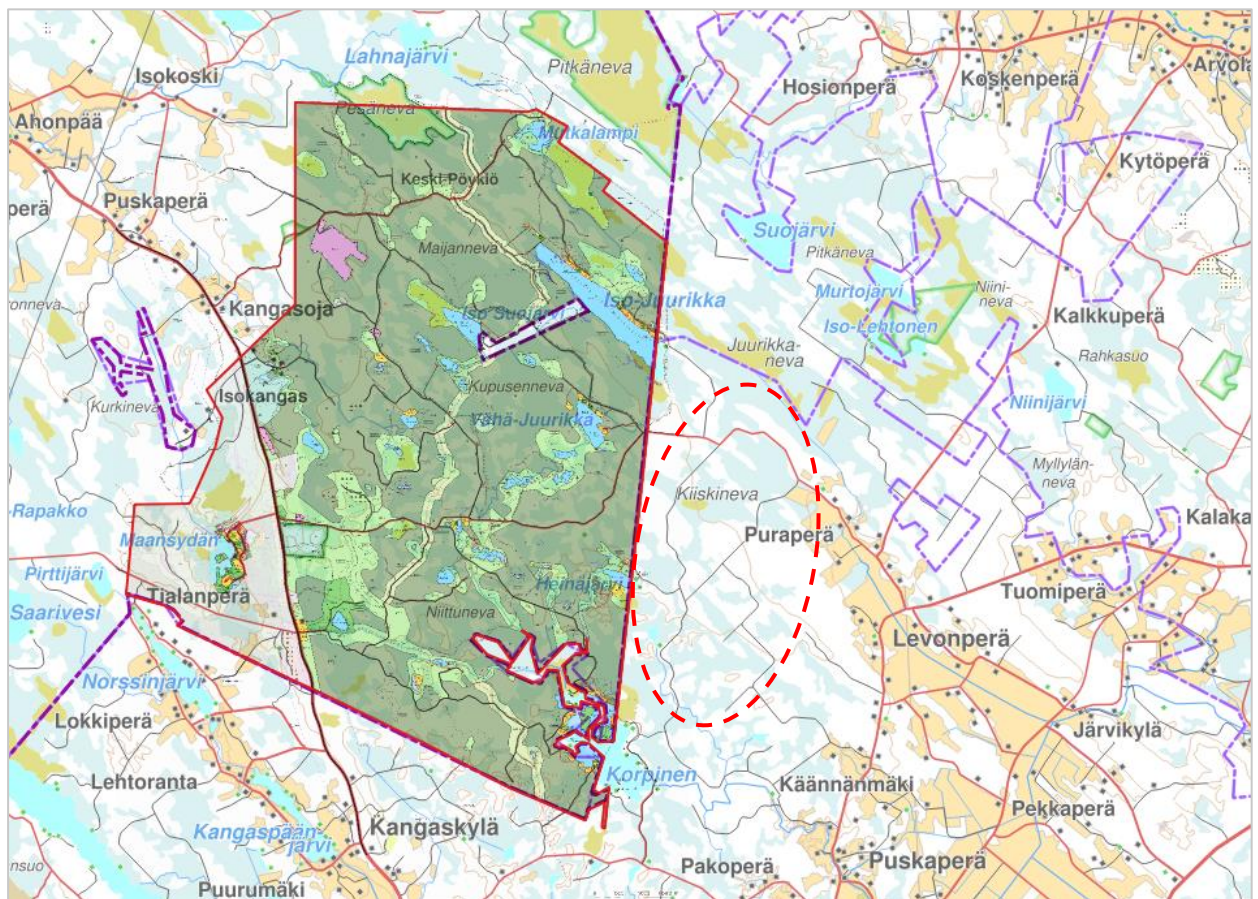 Lahnajärvi
Isokoski
Pitkäneva
Hosionperä
Koskenperä
Arvola
Ahonpää
Pesäneva
Mutkalampi
Kytöperä
Keski-Pöykiö
perä
Puskaperä
Suojärvi
Maijanneva
Pitkäneva
Niini-
neva
Murtojärvi
ronneva
Kangasoja
Iso Suojärvi
Iso-Juurikka
Iso-Lehtonen
Kalkkuperä
Juurikka-
neva
Rahkasuo
Kurkineva
Isokangas
Kupusenneva
Niinijärvi
Vähä-Juurikka
Myllylän-
neva
Kiiskineva
-Rapakko
Maansydän
Puraperä
Kalaka
Pirttijärvi
Heinäjärvi
Tialanperä
Tuomiperä
Saarivesi
Niittuneva
Levonperä
Norssinjärvi
Lokkiperä
Järvikylä
Lehtoranta
Korpinen
Käännänmäki
Kangaspään-
järvi
Kangaskylä
Pekkaperä
nsuo
Pakoperä
Puskaperä
Puurumäki